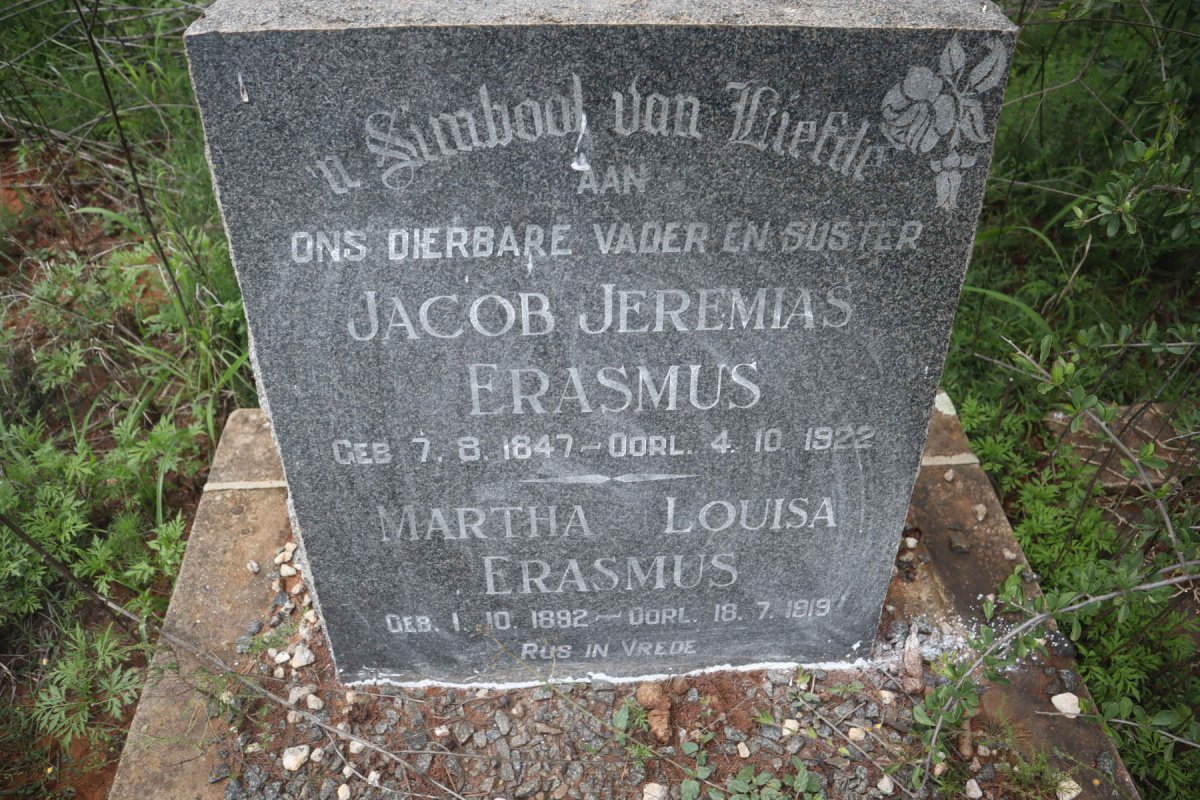 'n Simbool van Liefde
AAN
ONS DIERBARE VADER EN SUSTER
JACOB JEREMIAS
ERASMUS
GEB 7. 8. 1847 – OORL. 4. 10. 1922
MARTHA LOUISA
ERASMUS
GEB. 1. 10. 1892 – OORL. 18. 7. 1919
RUS IN VREDE